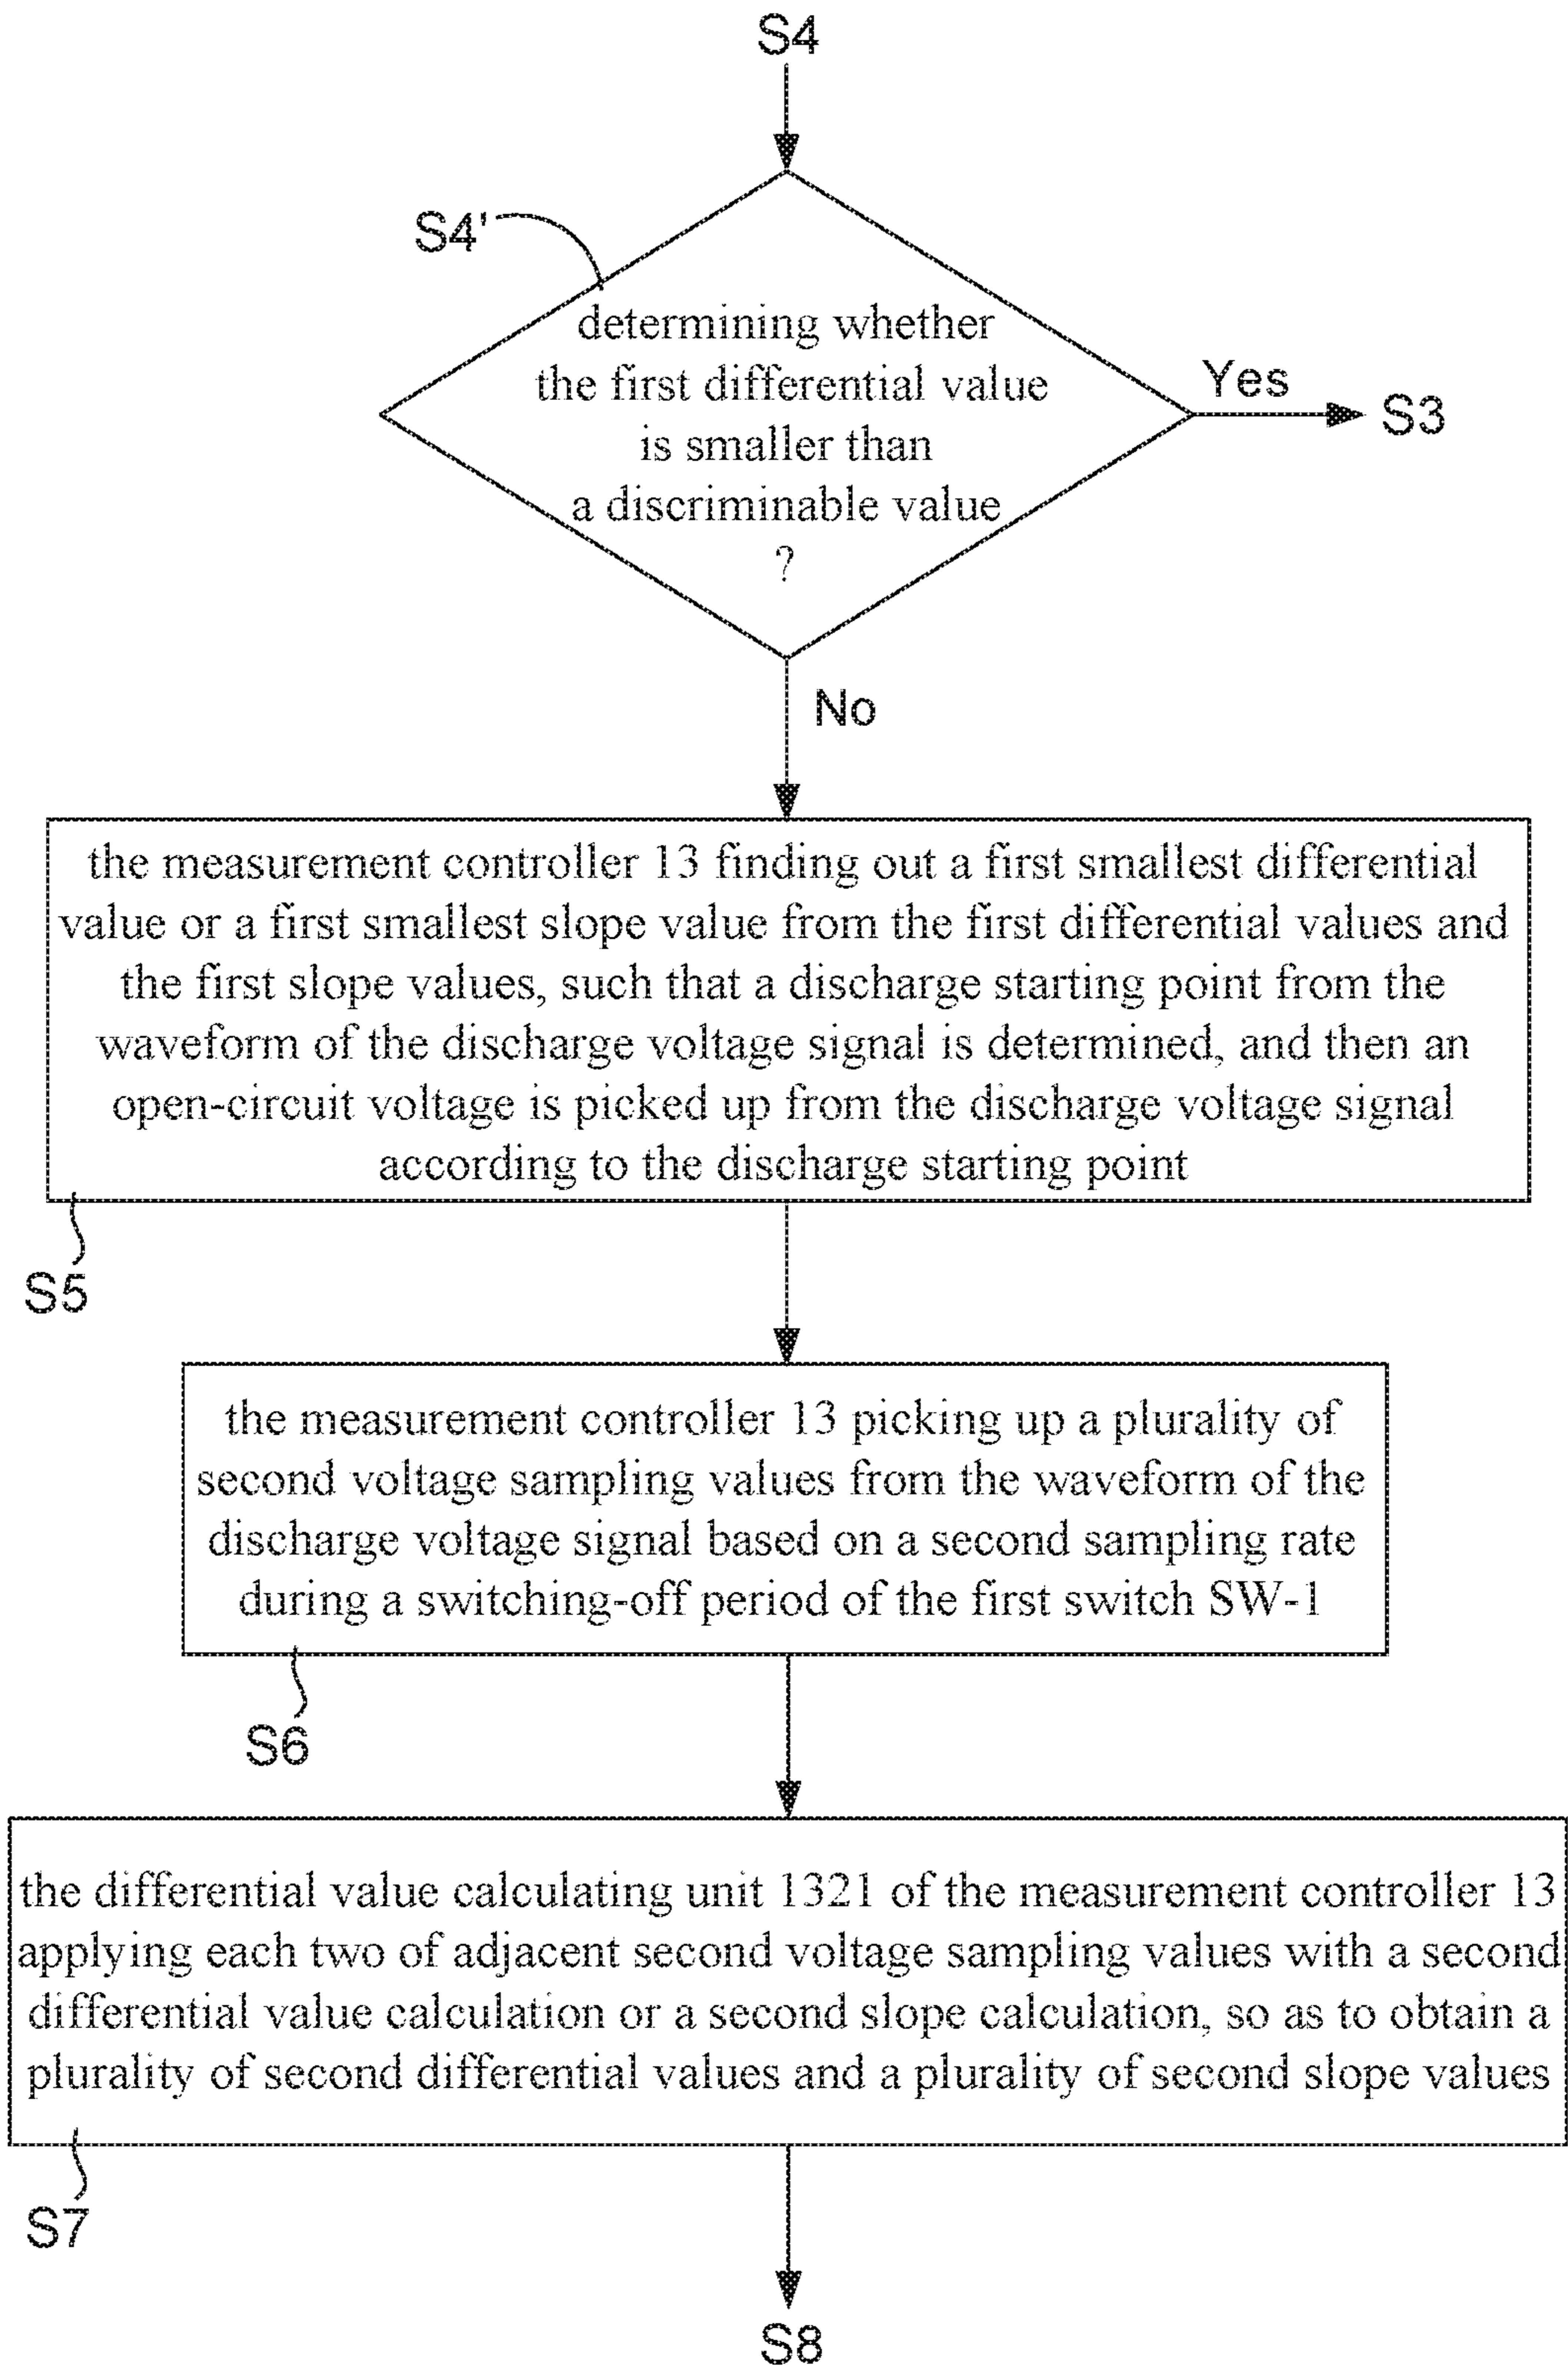 S4
S4'
determining whether
the first differential value
is smaller than
a discriminable value
?
Yes
S3
No
the measurement controller 13 finding out a first smallest differential
value or a first smallest slope value from the first differential values and
the first slope values, such that a discharge starting point from the
waveform of the discharge voltage signal is determined, and then an
open-circuit voltage is picked up from the discharge voltage signal
according to the discharge starting point
S5
the measurement controller 13 picking up a plurality of
second voltage sampling values from the waveform of the
discharge voltage signal based on a second sampling rate
during a switching-off period of the first switch SW-1
S6
the differential value calculating unit 1321 of the measurement controller 13
applying each two of adjacent second voltage sampling values with a second
differential value calculation or a second slope calculation, so as to obtain a
plurality of second differential values and a plurality of second slope values
S7
S8